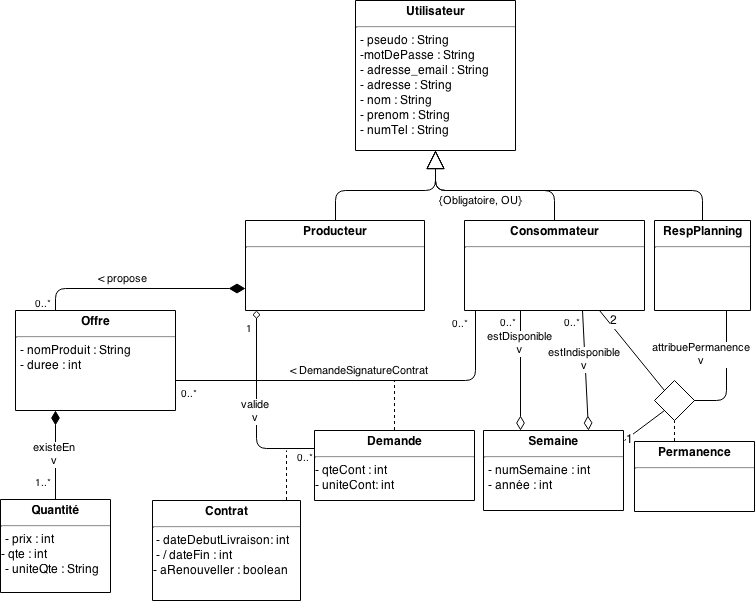 Utilisateur
- pseudo : String
-motDePasse : String
- adresse_email : String
- adresse : String
- nom : String
- prenom : String
- numTel : String
{Obligatoire, OU}
Producteur
Consommateur
RespPlanning
< propose
0..*
Offre
- nomProduit : String
- duree : int
1
0..*
0..*
0..*
2
estDisponible
v
estIndisponible
v
attribuePermanence
v
< DemandeSignatureContrat
0..*
valide
v
existeEn
v
1..*
0..*
Demande
- qteCont : int
- uniteCont: int
Semaine
- numSemaine : int
- année : int
1
Permanence
Quantité
- prix : int
- qte : int
- uniteQte : String
Contrat
- dateDebutLivraison: int
- / dateFin : int
- aRenouveller : boolean